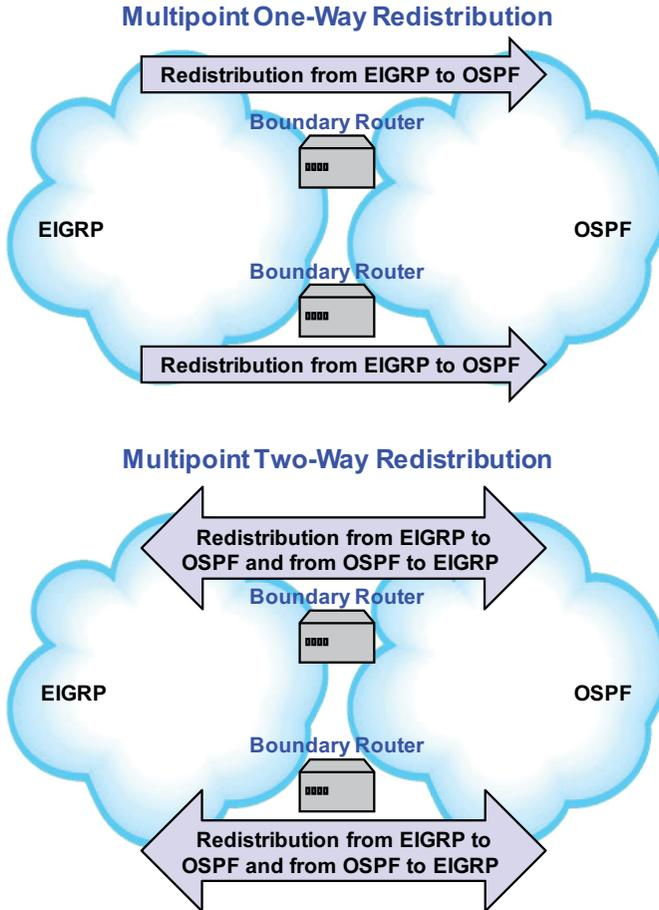 Multipoint One-Way Redistribution
Redistribution from EIGRP to OSPF
Boundary Router
EIGRP
OSPF
Boundary Router
Redistribution from EIGRP to OSPF
Multipoint Two-Way Redistribution
Redistribution from EIGRP to
OSPF and from OSPF to EIGRP
Boundary Router
EIGRP
OSPF
Boundary Router
Redistribution from EIGRP to
OSPF and from OSPF to EIGRP